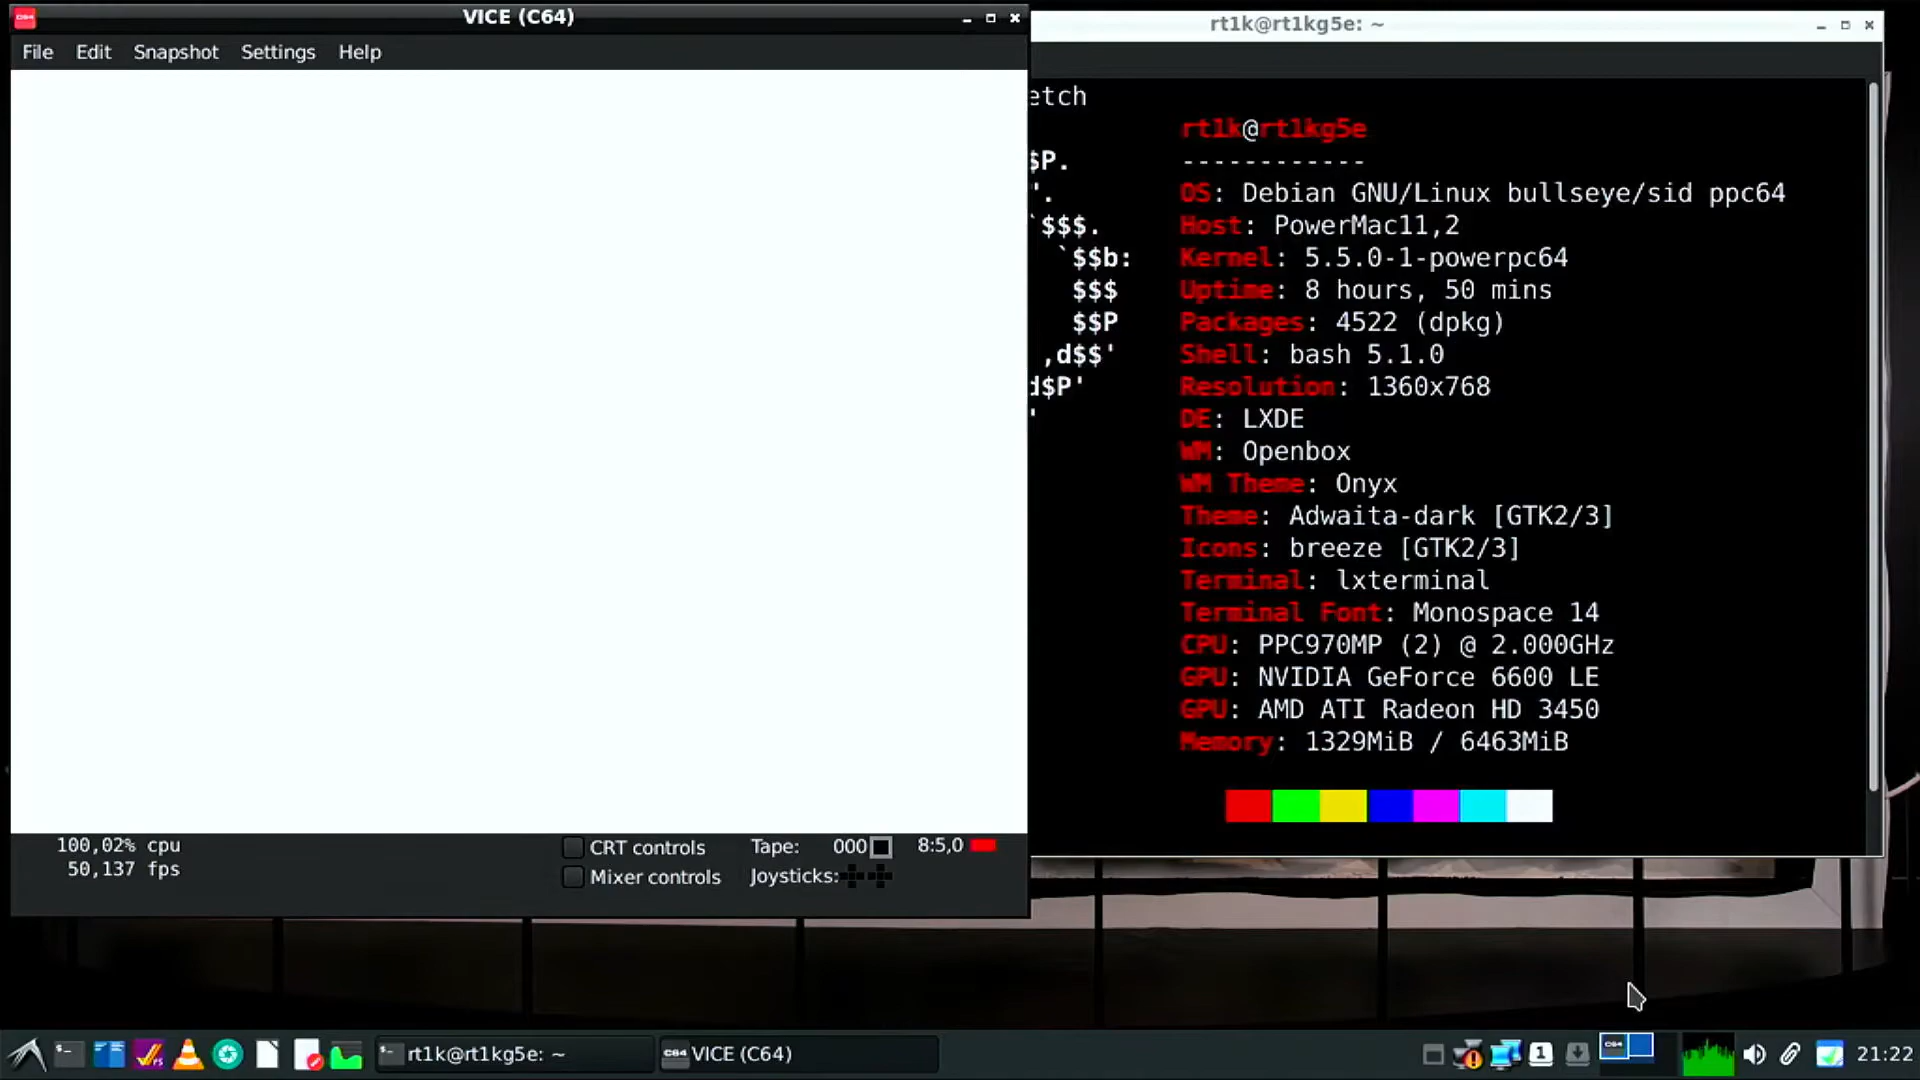 VICE (C64)
File Edit Snapshot Settings Help
100,02% cpu
50,137 fps
CRT controls
Mixer controls
Tape: 000
Joysticks:
8:5,0
rt1k@rt1kg5e: ~
etch
rt1k@rt1kg5e
------------
$P.
OS: Debian GNU/Linux bullseye/sid ppc64
'.
Host: PowerMac11,2
`$$$.
Kernel: 5.5.0-1-powerpc64
`$$b:
Uptime: 8 hours, 50 mins
$$$
Packages: 4522 (dpkg)
$$P
Shell: bash 5.1.0
,d$$'
Resolution: 1360x768
d$P'
DE: LXDE
'
WM: Openbox
WM Theme: Onyx
Theme: Adwaita-dark [GTK2/3]
Icons: breeze [GTK2/3]
Terminal: lxterminal
Terminal Font: Monospace 14
CPU: PPC970MP (2) @ 2.000GHz
GPU: NVIDIA GeForce 6600 LE
GPU: AMD ATI Radeon HD 3450
Memory: 1329MiB / 6463MiB
rt1k@rt1kg5e: ~
C64 VICE (C64)
1
C64
21:22